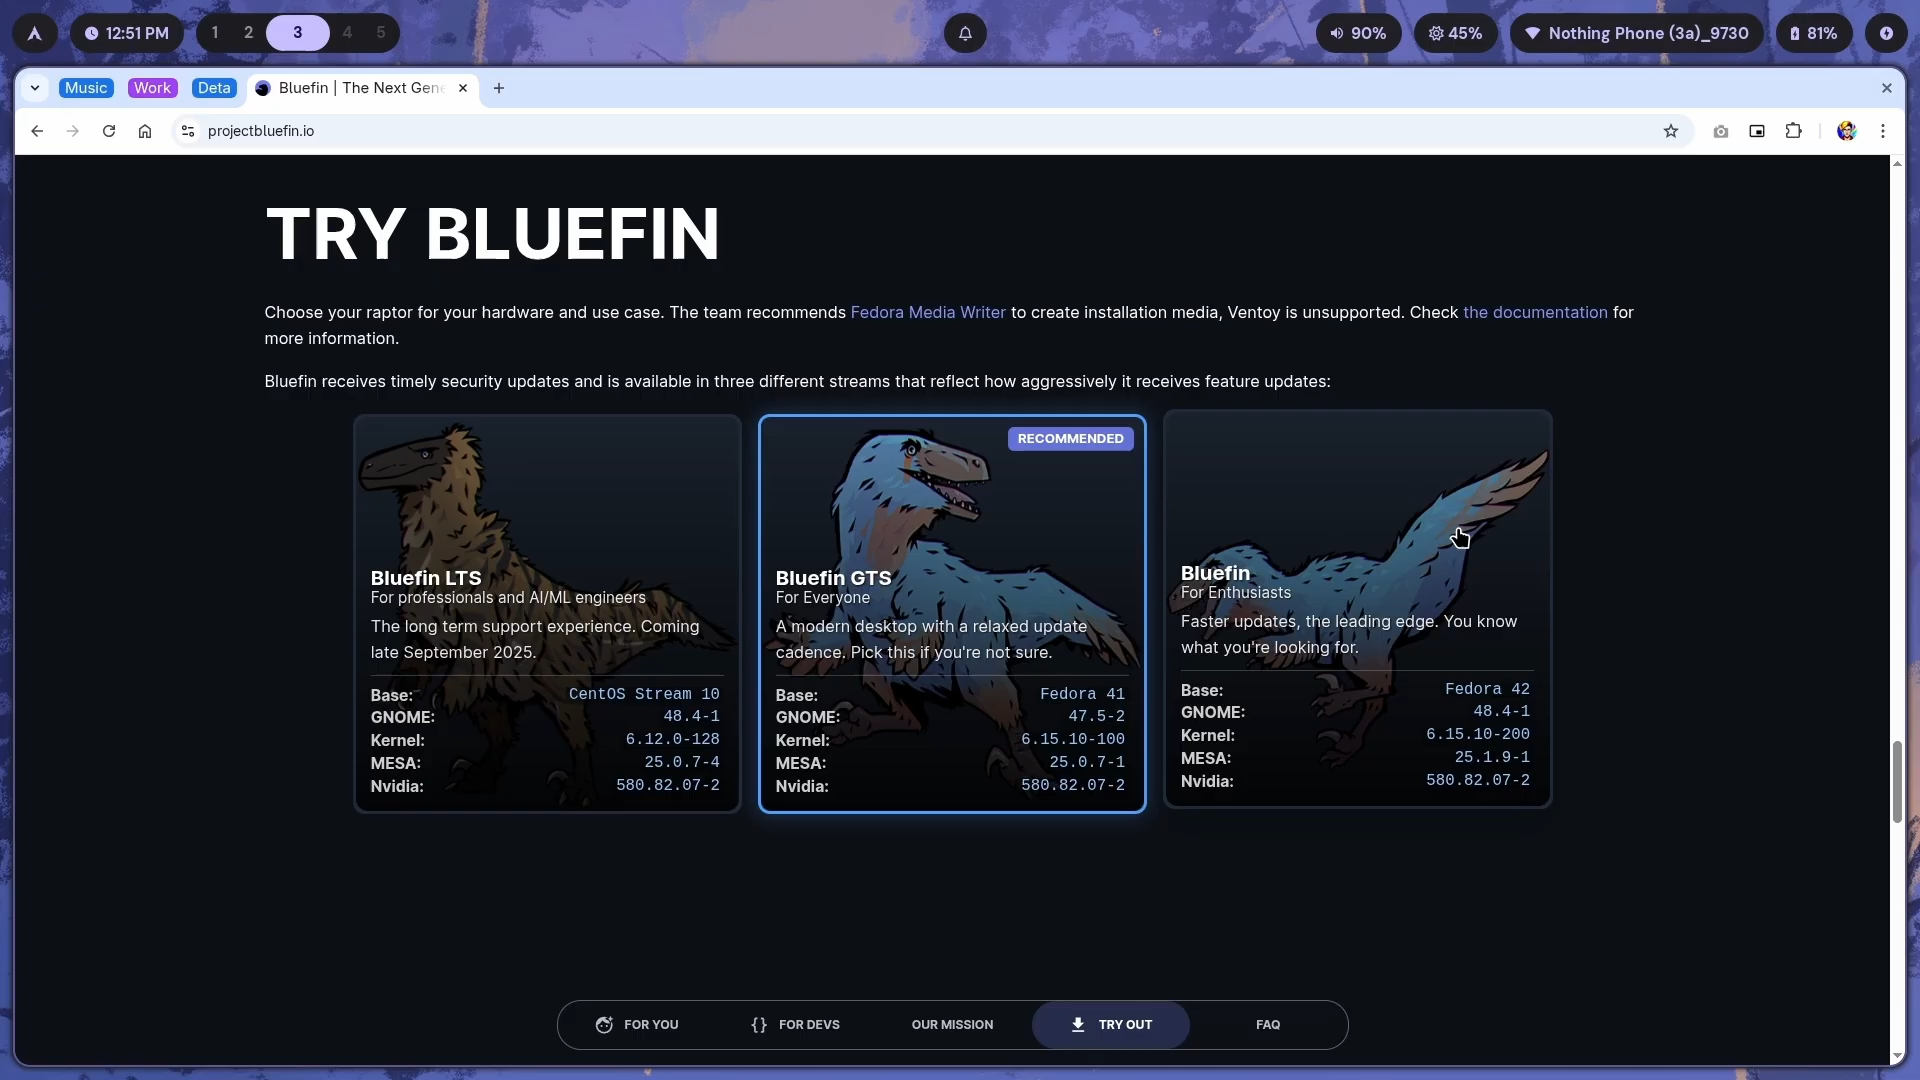 12:51 PM
1 2 3 4 5
90%
45%
Nothing Phone (3a)_9730
81%
Music
Work
Deta
Bluefin | The Next Gene
projectbluefin.io
TRY BLUEFIN
Choose your raptor for your hardware and use case. The team recommends Fedora Media Writer to create installation media, Ventoy is unsupported. Check the documentation for
more information.
Bluefin receives timely security updates and is available in three different streams that reflect how aggressively it receives feature updates:
Bluefin LTS
For professionals and AI/ML engineers
The long term support experience. Coming
late September 2025.
Base: CentOS Stream 10
GNOME: 48.4-1
Kernel: 6.12.0-128
MESA: 25.0.7-4
Nvidia: 580.82.07-2
RECOMMENDED
Bluefin GTS
For Everyone
A modern desktop with a relaxed update
cadence. Pick this if you're not sure.
Base: Fedora 41
GNOME: 47.5-2
Kernel: 6.15.10-100
MESA: 25.0.7-1
Nvidia: 580.82.07-2
Bluefin
For Enthusiasts
Faster updates, the leading edge. You know
what you're looking for.
Base: Fedora 42
GNOME: 48.4-1
Kernel: 6.15.10-200
MESA: 25.1.9-1
Nvidia: 580.82.07-2
FOR YOU
FOR DEVS
OUR MISSION
TRY OUT
FAQ